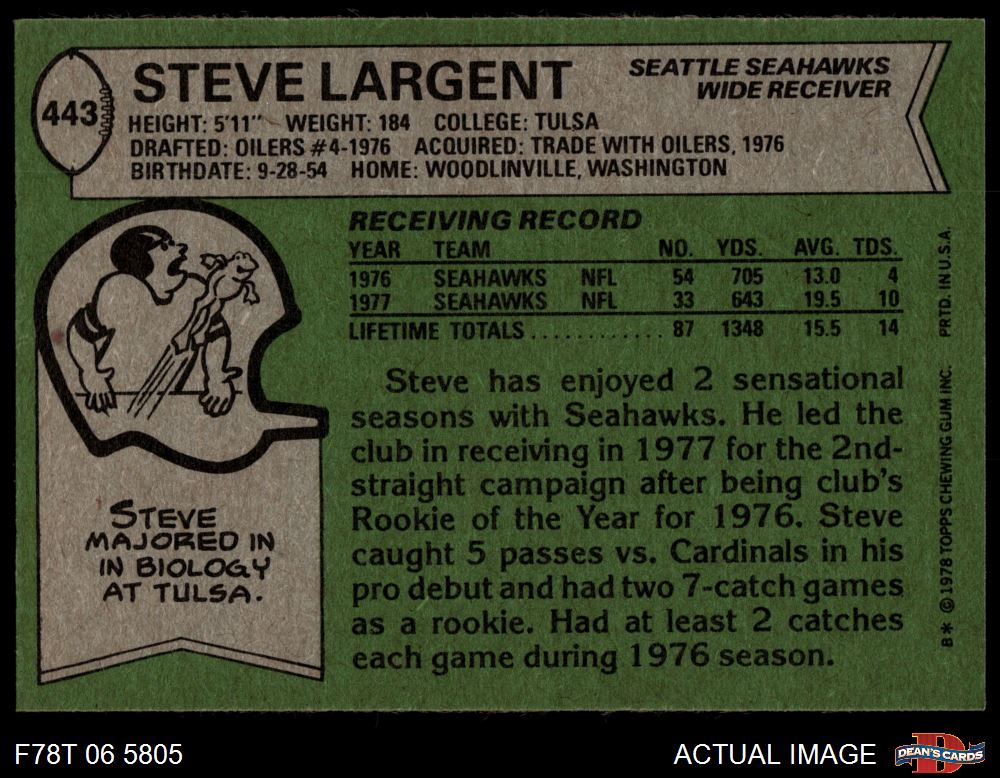 443
STEVE LARGENT
SEATTLE SEAHAWKS
WIDE RECEIVER
HEIGHT: 5'11" WEIGHT: 184 COLLEGE: TULSA
DRAFTED: OILERS #4-1976 ACQUIRED: TRADE WITH OILERS, 1976
BIRTHDATE: 9-28-54 HOME: WOODLINVILLE, WASHINGTON
RECEIVING RECORD
YEAR TEAM NO. YDS. AVG. TDS.
1976 SEAHAWKS NFL 54 705 13.0 4
1977 SEAHAWKS NFL 33 643 19.5 10
LIFETIME TOTALS ............ 87 1348 15.5 14
Steve has enjoyed 2 sensational
seasons with Seahawks. He led the
club in receiving in 1977 for the 2nd-
straight campaign after being club's
Rookie of the Year for 1976. Steve
caught 5 passes vs. Cardinals in his
pro debut and had two 7-catch games
as a rookie. Had at least 2 catches
each game during 1976 season.
STEVE
MAJORED IN
IN BIOLOGY
AT TULSA.
B* © 1978 TOPPS CHEWING GUM INC. PRTD. IN U.S.A.
F78T 06 5805
ACTUAL IMAGE
D
DEAN'S CARDS